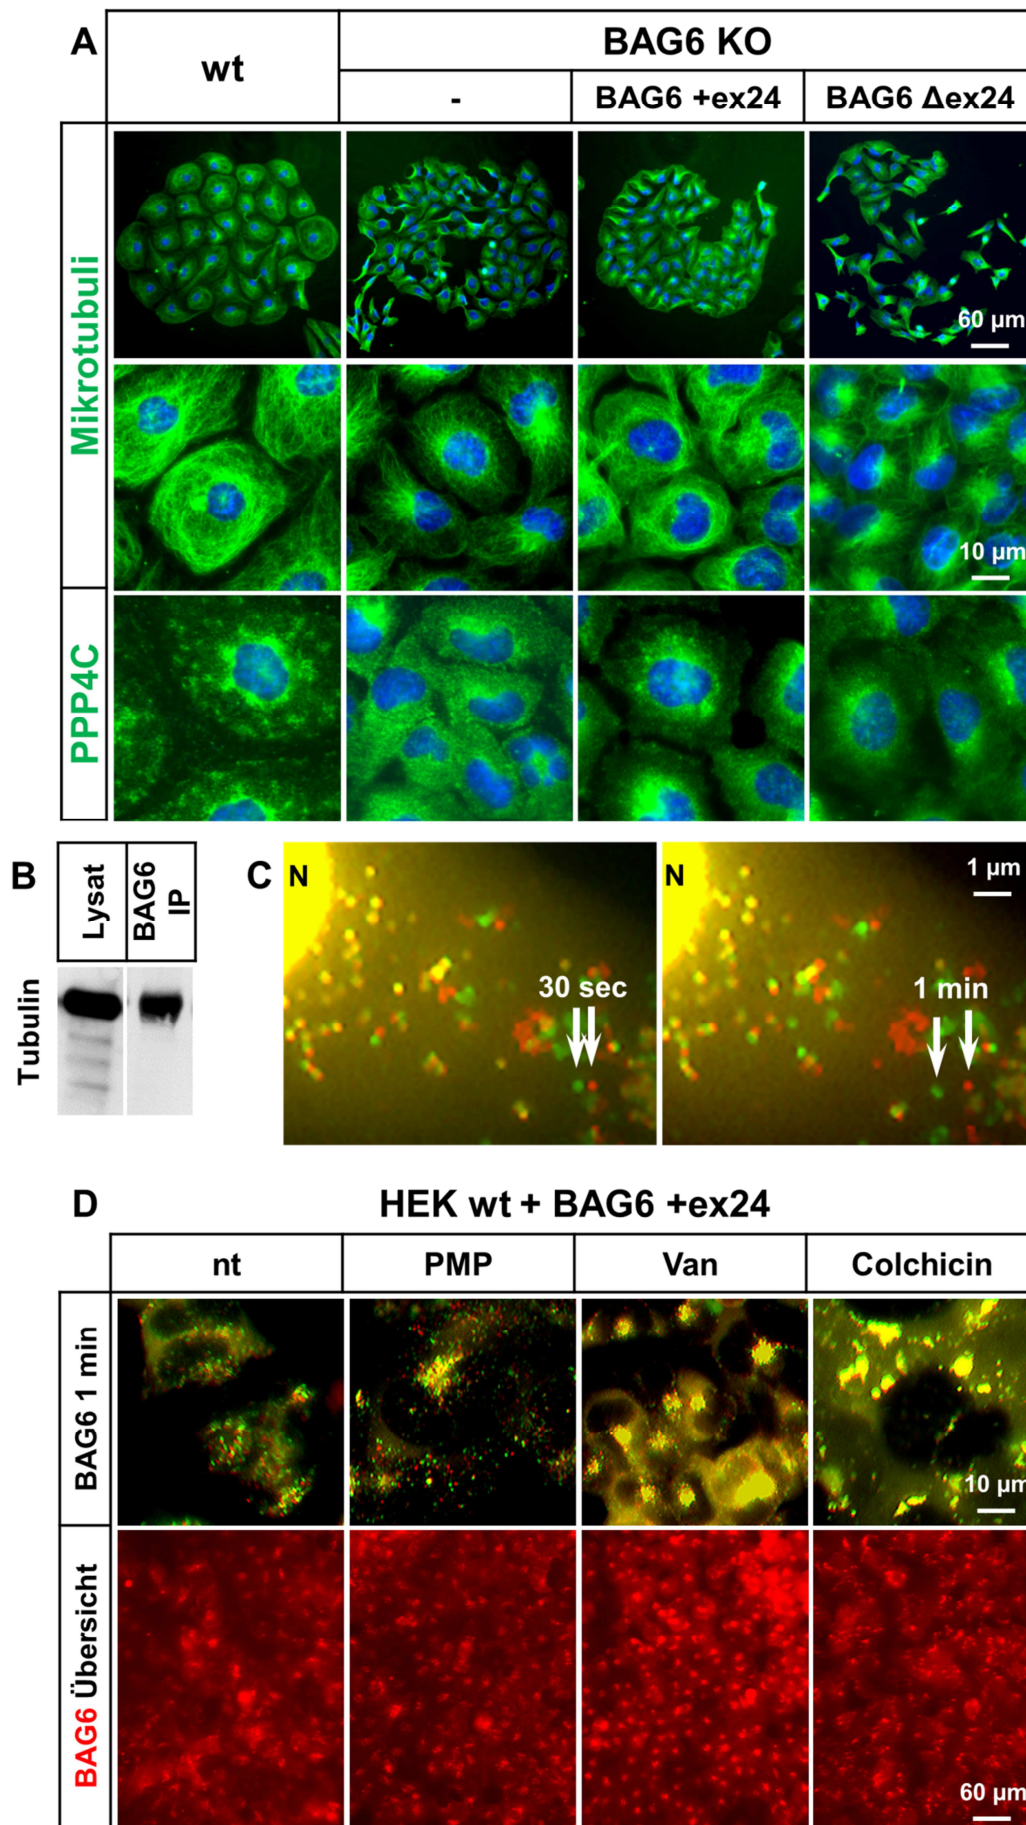 A
wt
BAG6 KO
-
BAG6 +ex24
BAG6 Δex24
Mikrotubuli
60 µm
10 µm
PPP4C
B
Lysat
BAG6
IP
Tubulin
C
N
30 sec
N
1 µm
1 min
D
HEK wt + BAG6 +ex24
nt
PMP
Van
Colchicin
BAG6 1 min
10 µm
BAG6 Übersicht
60 µm